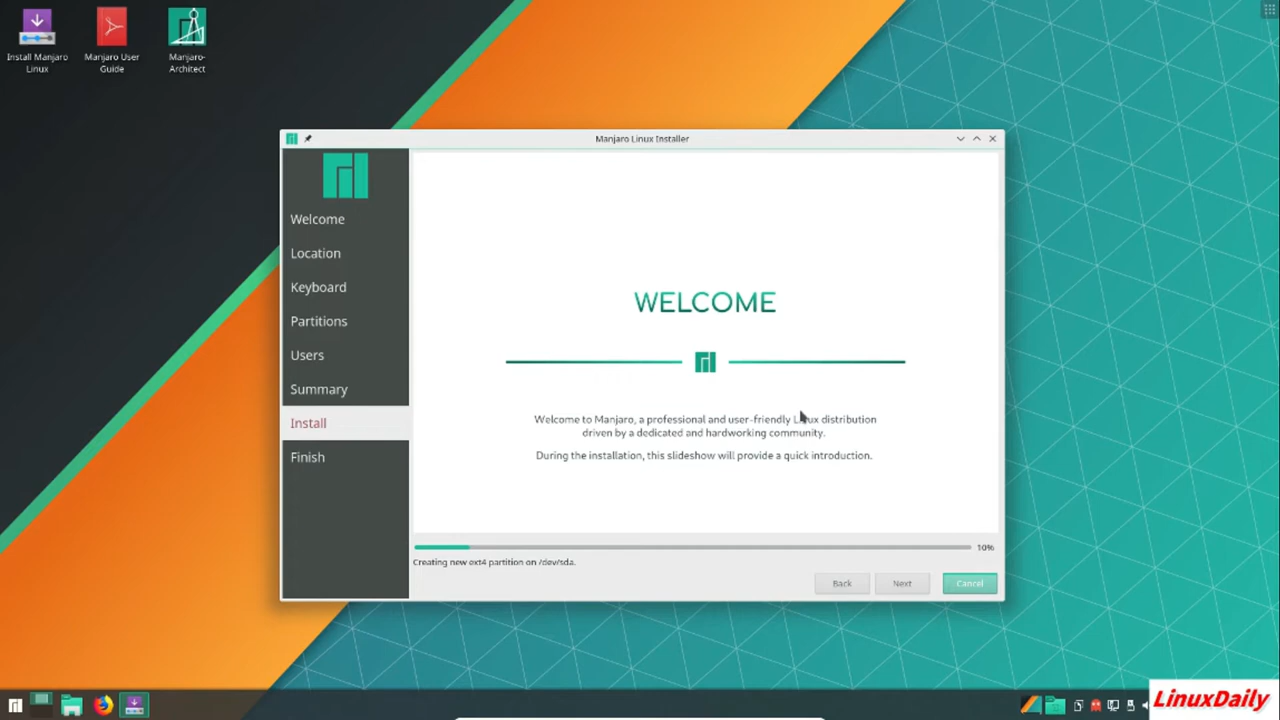 Install Manjaro
Linux
Manjaro User
Guide
Manjaro-
Architect
Manjaro Linux Installer
Welcome
Location
Keyboard
Partitions
Users
Summary
Install
Finish
WELCOME
Welcome to Manjaro, a professional and user-friendly Linux distribution
driven by a dedicated and hardworking community.
During the installation, this slideshow will provide a quick introduction.
10%
Creating new ext4 partition on /dev/sda.
Back
Next
Cancel
LinuxDaily